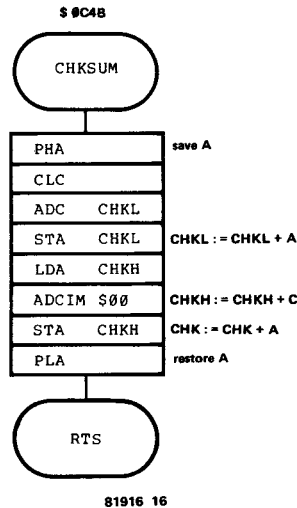 $ 0C4B
CHKSUM
PHA save A
CLC
ADC CHKL
STA CHKL CHKL : = CHKL + A
LDA CHKH
ADCIM $00 CHKH : = CHKH + C
STA CHKH CHK : = CHK + A
PLA restore A
RTS
81916 16